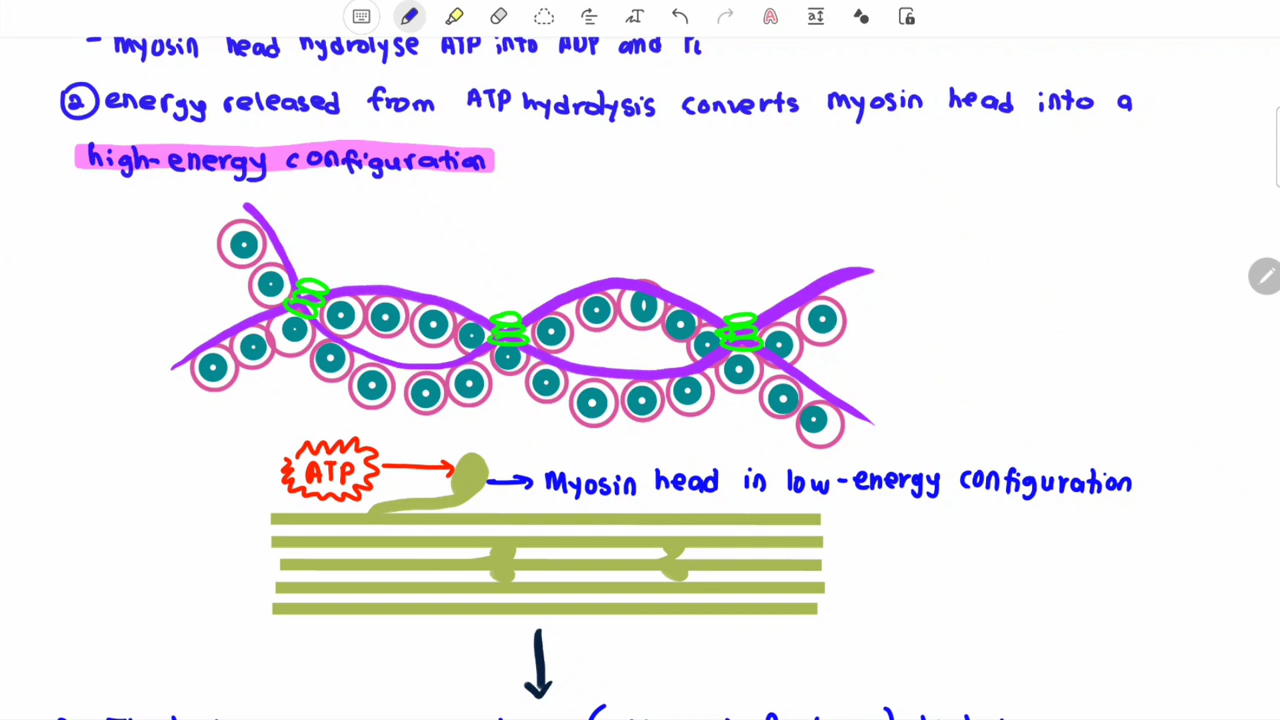 - myosin head hydrolyse ATP into ADP and Pi
② energy released from ATP hydrolysis converts myosin head into a
high-energy configuration
ATP
Myosin head in low-energy configuration